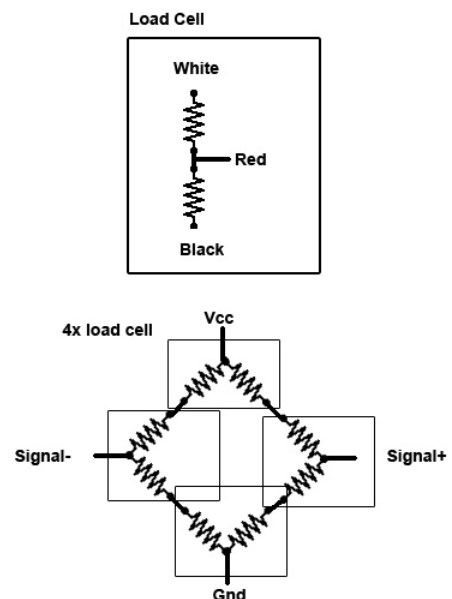 Load Cell
White
Red
Black
Vcc
4x load cell
Signal-
Signal+
Gnd